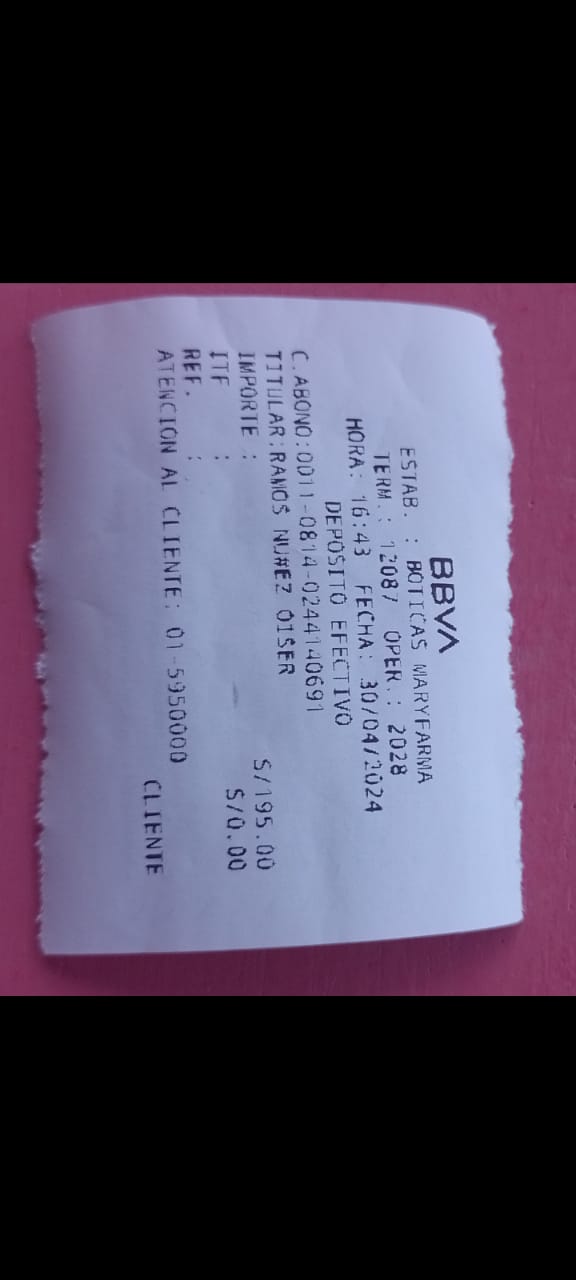 BBVA
ESTAB. : BOTICAS MARYFARMA
TERM.: 12087 OPER.: 2028
HORA: 16:43 FECHA: 30/04/2024
DEPOSITO EFECTIVO
C.ABONO:0011-0814-0244140691
TITULAR:RAMOS NU#EZ OISER
IMPORTE : S/195.00
ITF : S/0.00
REF. :
ATENCION AL CLIENTE: 01-5950000
CLIENTE